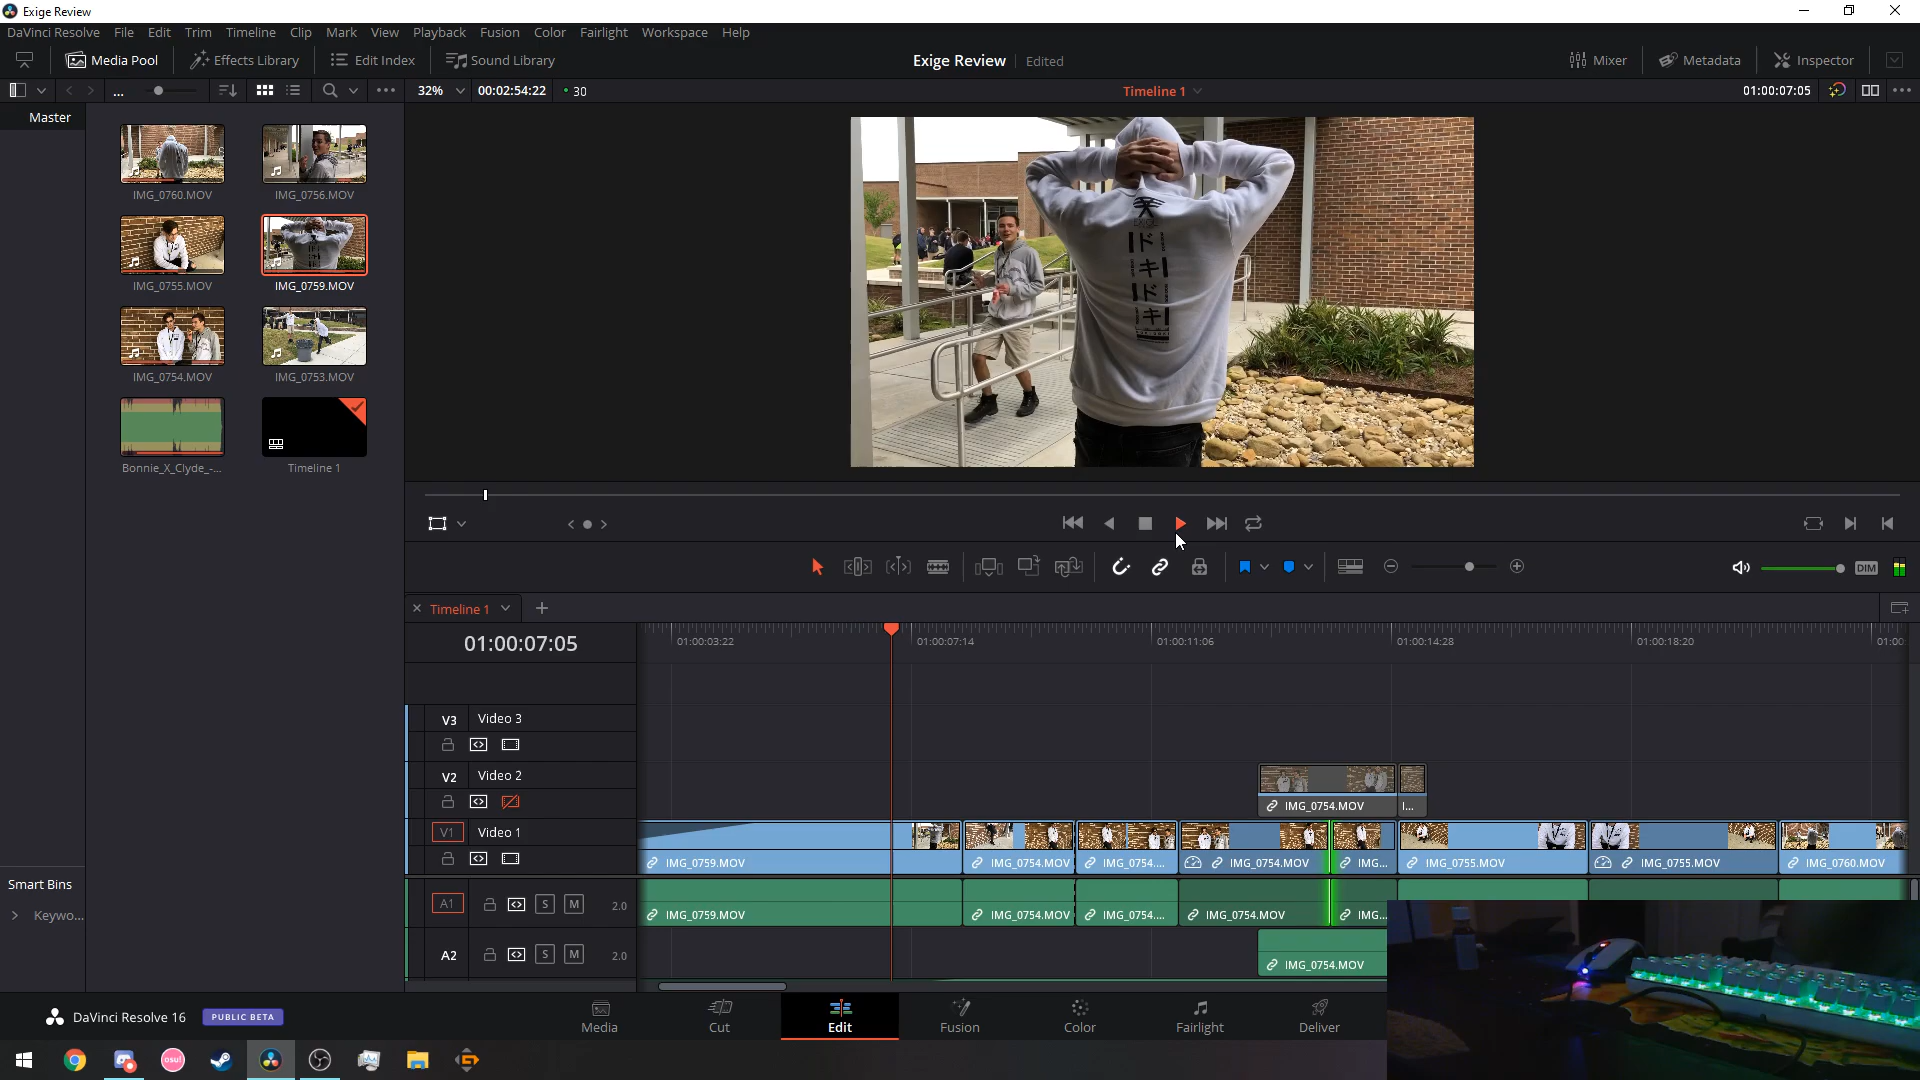 Exige Review
DaVinci Resolve File Edit Trim Timeline Clip Mark View Playback Fusion Color Fairlight Workspace Help
Media Pool Effects Library Edit Index Sound Library Exige Review Edited Mixer Metadata Inspector
... 32% 00:02:54:22 30 Timeline 1 01:00:07:05
Master
IMG_0760.MOV IMG_0756.MOV
IMG_0755.MOV IMG_0759.MOV
IMG_0754.MOV IMG_0753.MOV
Bonnie_X_Clyde_-... Timeline 1
ドキドキ
DIM
Timeline 1
01:00:07:05 01:00:03:22 01:00:07:14 01:00:11:06 01:00:14:28 01:00:18:20 01:00
V3 Video 3
V2 Video 2
IMG_0754.MOV I...
V1 Video 1
IMG_0759.MOV IMG_0754.MOV IMG_0754.... IMG_0754.MOV IMG... IMG_0755.MOV IMG_0755.MOV IMG_0760.MOV
Smart Bins
Keywo...
A1 S M 2.0
IMG_0759.MOV IMG_0754.MOV IMG_0754.... IMG_0754.MOV IMG...
A2 S M 2.0
IMG_0754.MOV
DaVinci Resolve 16 PUBLIC BETA
Media Cut Edit Fusion Color Fairlight Deliver
osu!